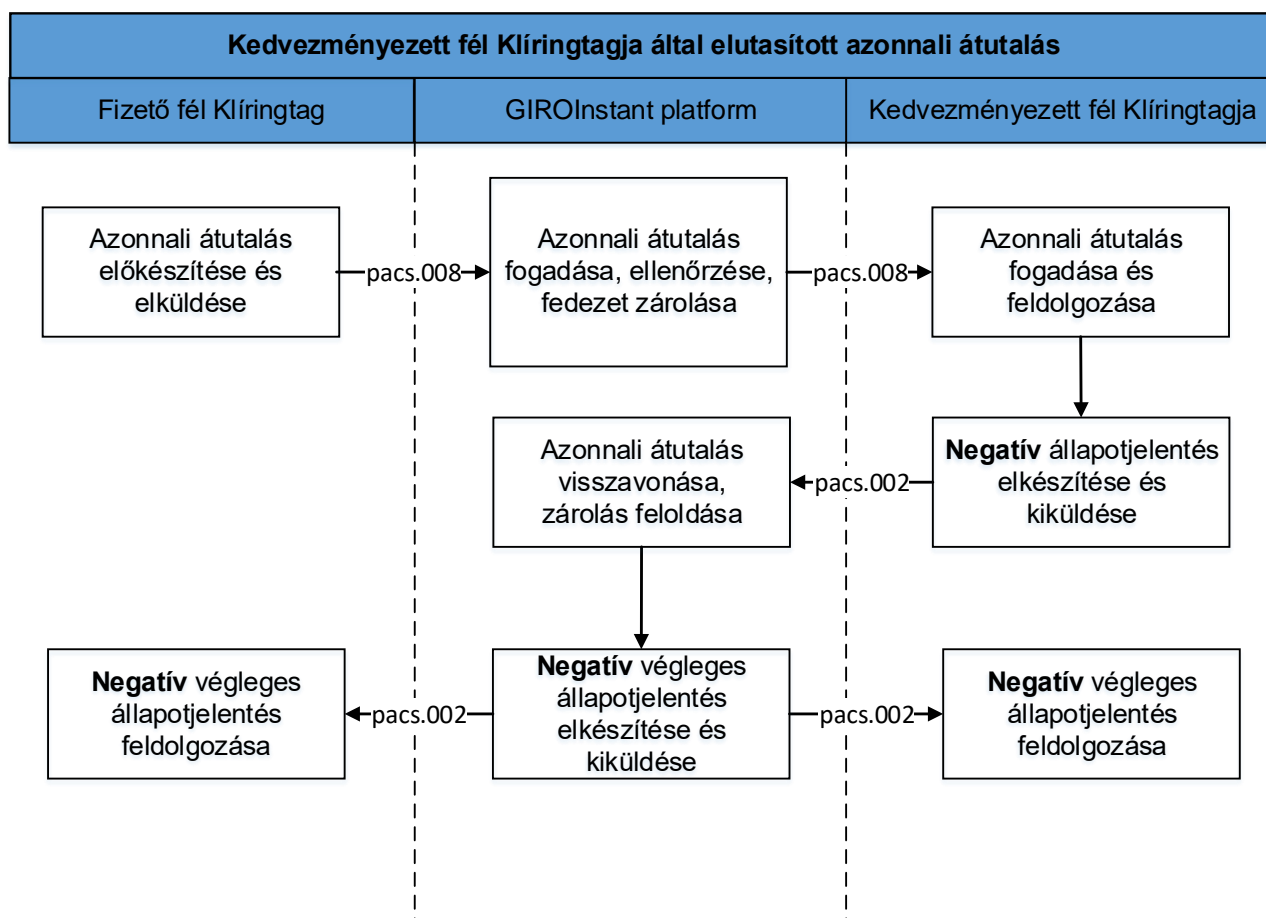 Kedvezményezett fél Klíringtagja által elutasított azonnali átutalás
Fizető fél Klíringtag
GIROInstant platform
Kedvezményezett fél Klíringtagja
Azonnali átutalás
előkészítése és
elküldése
pacs.008
Azonnali átutalás
fogadása, ellenőrzése,
fedezet zárolása
pacs.008
Azonnali átutalás
fogadása és
feldolgozása
Negatív állapotjelentés
elkészítése és
kiküldése
pacs.002
Azonnali átutalás
visszavonása,
zárolás feloldása
Negatív végleges
állapotjelentés
elkészítése és
kiküldése
pacs.002
Negatív végleges
állapotjelentés
feldolgozása
pacs.002
Negatív végleges
állapotjelentés
feldolgozása